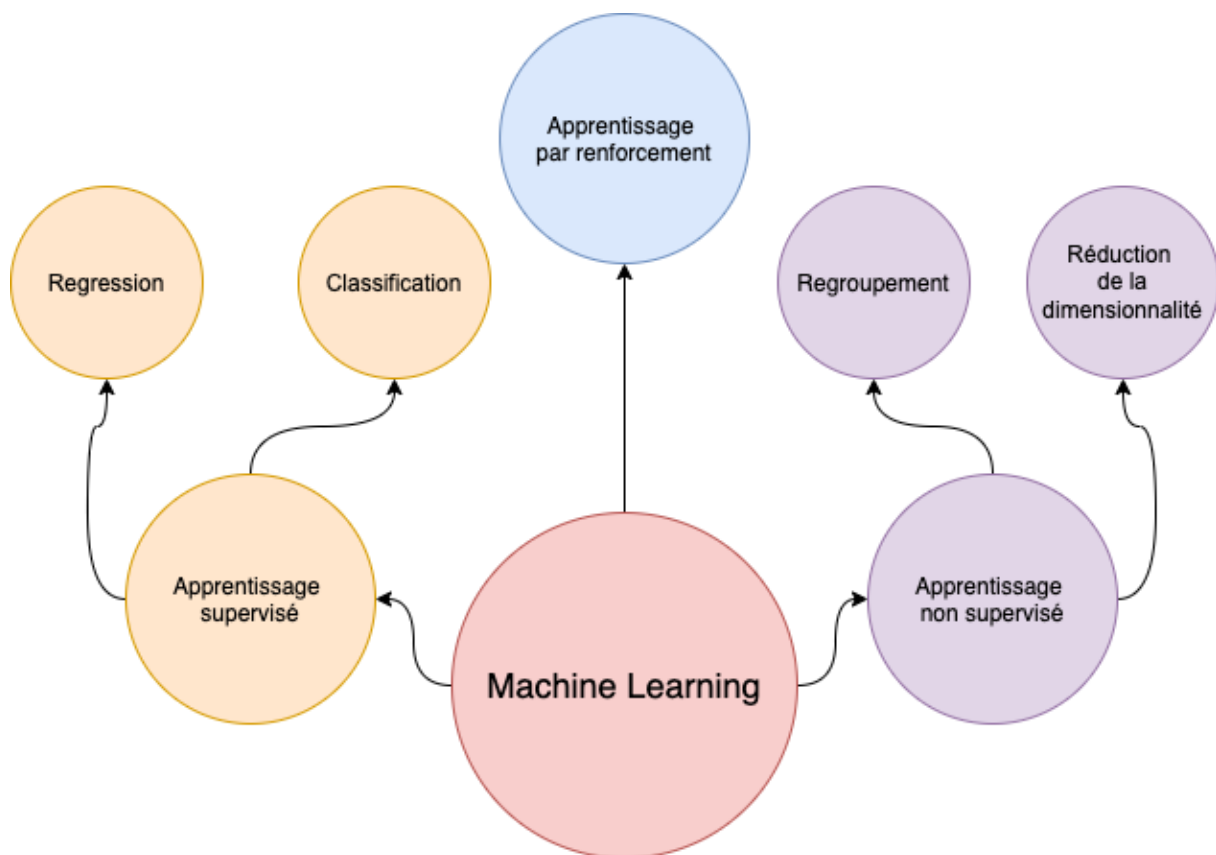 Apprentissage
par renforcement
Regression
Classification
Regroupement
Réduction
de la
dimensionnalité
Apprentissage
supervisé
Apprentissage
non supervisé
Machine Learning